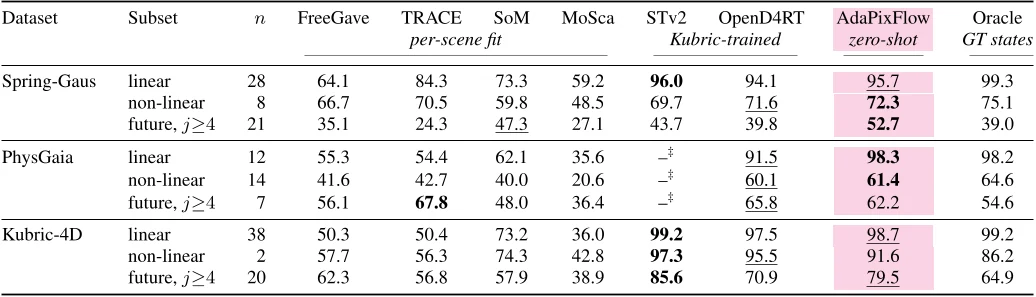 Dataset Subset n FreeGave TRACE SoM MoSca STv2 OpenD4RT AdaPixFlow Oracle
per-scene fit Kubric-trained zero-shot GT states
Spring-Gaus linear 28 64.1 84.3 73.3 59.2 96.0 94.1 95.7 99.3
non-linear 8 66.7 70.5 59.8 48.5 69.7 71.6 72.3 75.1
future, j≥4 21 35.1 24.3 47.3 27.1 43.7 39.8 52.7 39.0
PhysGaia linear 12 55.3 54.4 62.1 35.6 –‡ 91.5 98.3 98.2
non-linear 14 41.6 42.7 40.0 20.6 –‡ 60.1 61.4 64.6
future, j≥4 7 56.1 67.8 48.0 36.4 –‡ 65.8 62.2 54.6
Kubric-4D linear 38 50.3 50.4 73.2 36.0 99.2 97.5 98.7 99.2
non-linear 2 57.7 56.3 74.3 42.8 97.3 95.5 91.6 86.2
future, j≥4 20 62.3 56.8 57.9 38.9 85.6 70.9 79.5 64.9